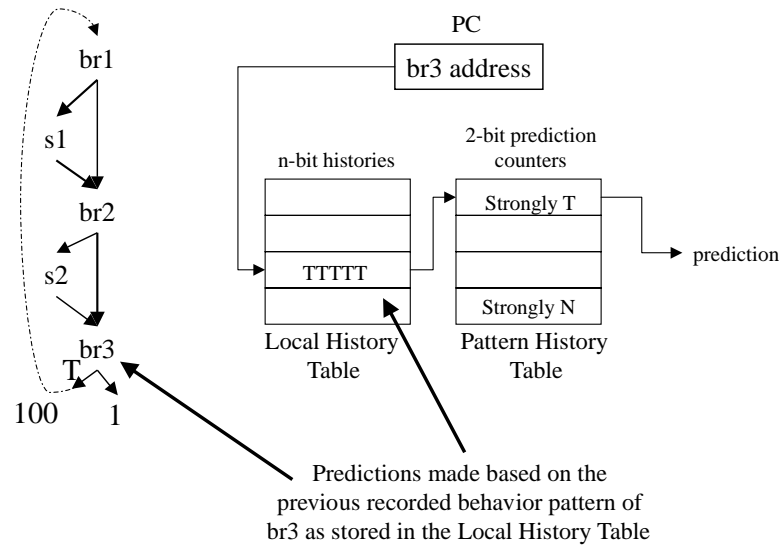 br1
s1
br2
s2
br3
T
100
1
PC
br3 address
n-bit histories
TTTTT
Local History
Table
2-bit prediction
counters
Strongly T
Strongly N
Pattern History
Table
prediction
Predictions made based on the
previous recorded behavior pattern of
br3 as stored in the Local History Table